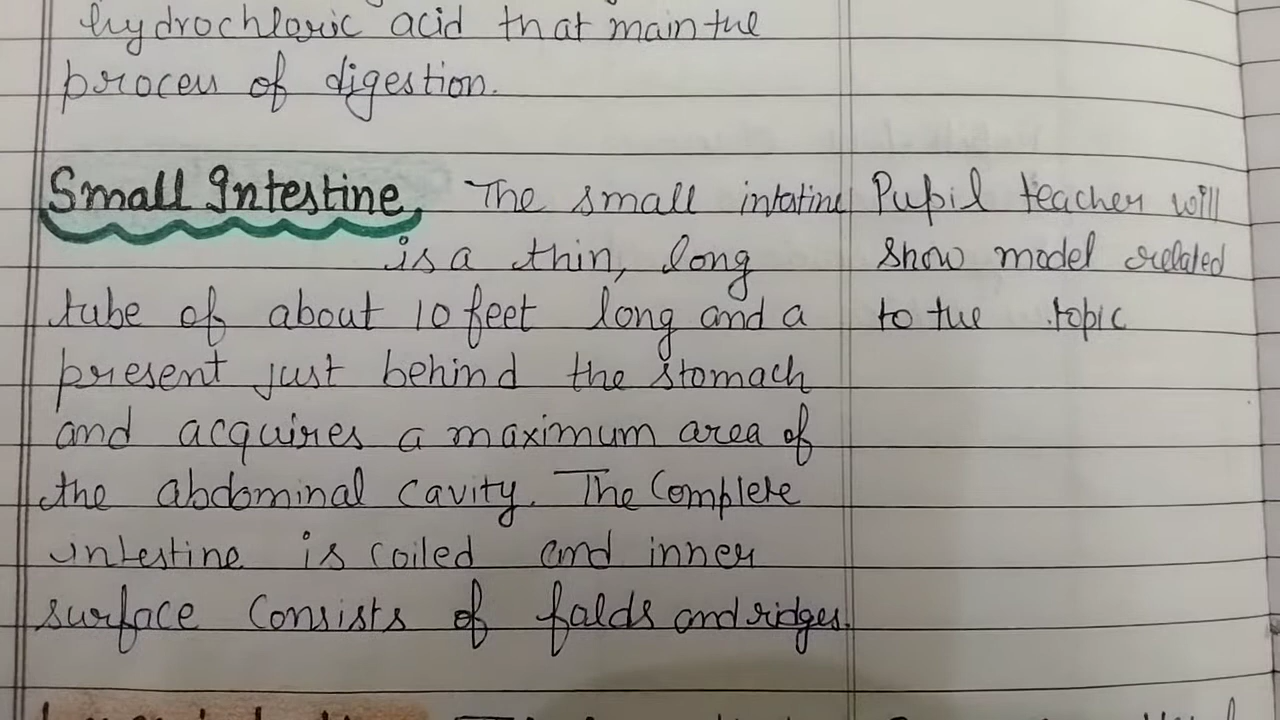 hydrochloric acid that main the
process of digestion.
Small Intestine, The small intatine
is a thin, long
tube of about 10 feet long and a
present just behind the stomach
and acquires a maximum area of
the abdominal cavity. The Complete
intestine is coiled and inner
surface Consists of falds and ridges.
Pupil teacher will
show model related
to the topic